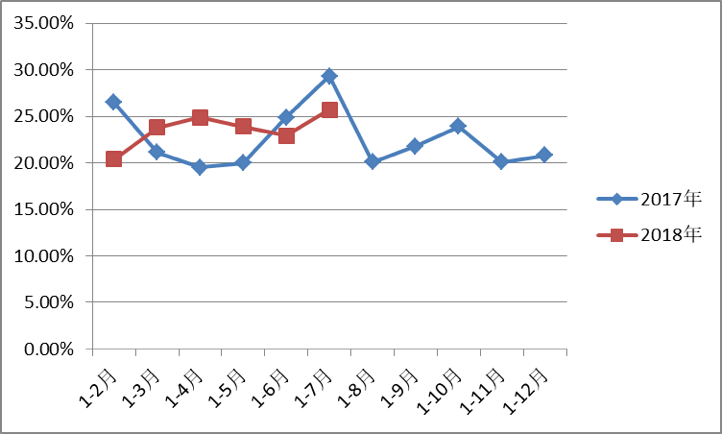 35.00%
30.00%
25.00%
20.00%
15.00%
10.00%
5.00%
0.00%
1-2月
1-3月
1-4月
1-5月
1-6月
1-7月
1-8月
1-9月
1-10月
1-11月
1-12月
2017年
2018年